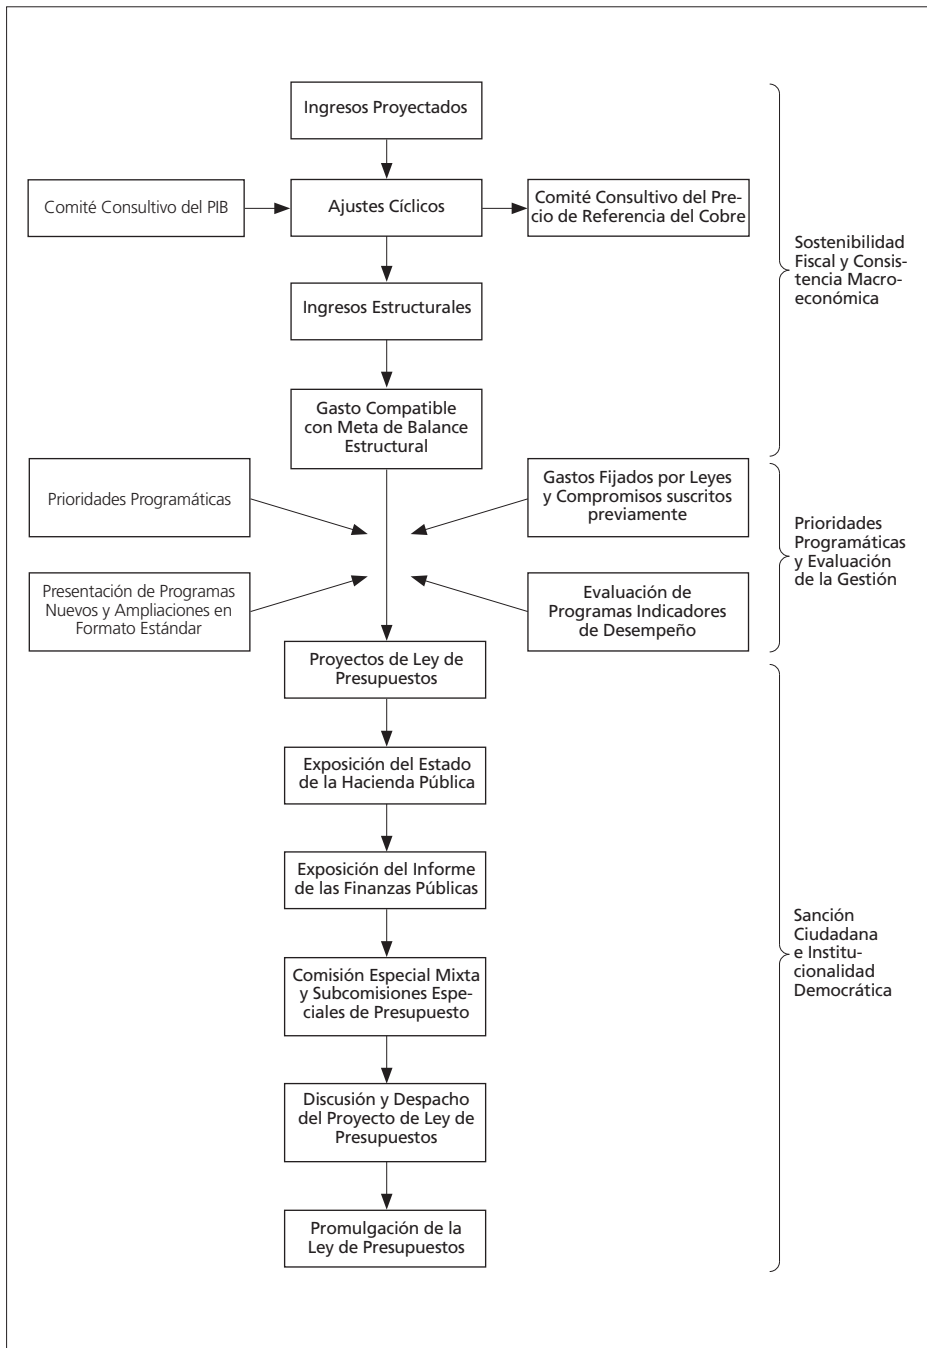 Ingresos Proyectados
Comité Consultivo del PIB
Ajustes Cíclicos
Comité Consultivo del Pre-
cio de Referencia del Cobre
Ingresos Estructurales
Gasto Compatible
con Meta de Balance
Estructural
Sostenibilidad
Fiscal y Consis-
tencia Macro-
económica
Prioridades Programáticas
Gastos Fijados por Leyes
y Compromisos suscritos
previamente
Presentación de Programas
Nuevos y Ampliaciones en
Formato Estándar
Evaluación de
Programas Indicadores
de Desempeño
Prioridades
Programáticas
y Evaluación
de la Gestión
Proyectos de Ley de
Presupuestos
Exposición del Estado
de la Hacienda Pública
Exposición del Informe
de las Finanzas Públicas
Comisión Especial Mixta
y Subcomisiones Espe-
ciales de Presupuesto
Discusión y Despacho
del Proyecto de Ley de
Presupuestos
Promulgación de la
Ley de Presupuestos
Sanción
Ciudadana
e Institu-
cionalidad
Democrática